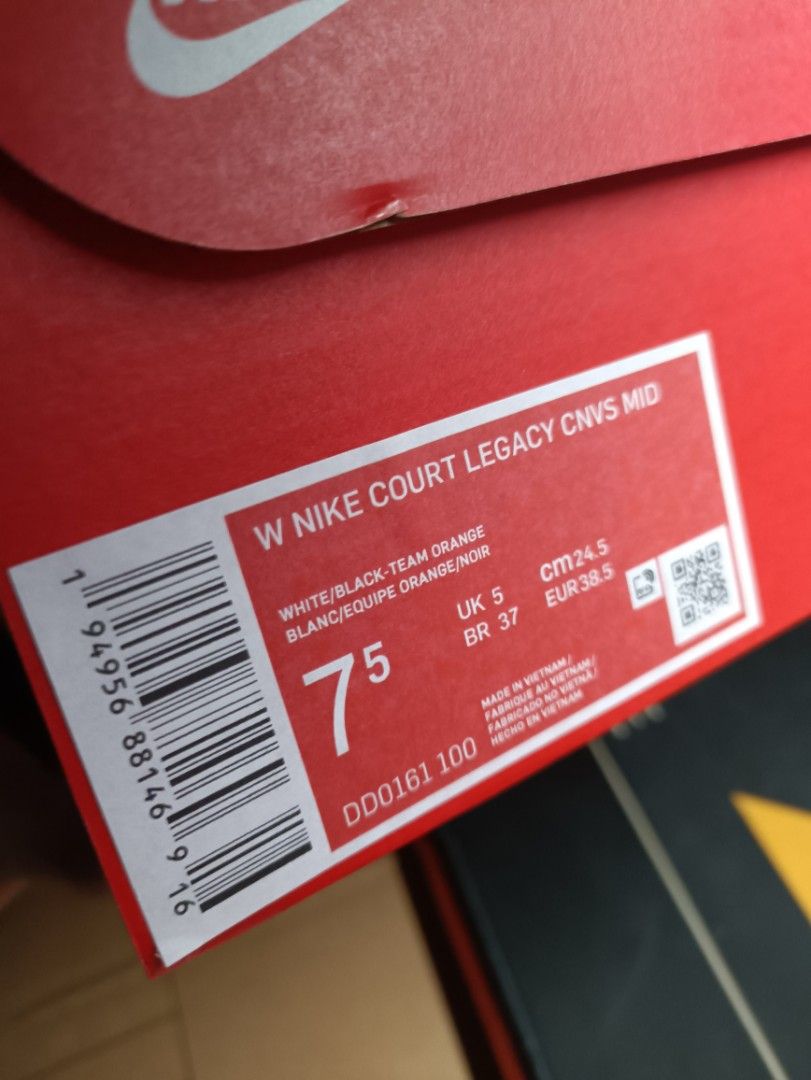 W NIKE COURT LEGACY CNVS MID
WHITE/BLACK-TEAM ORANGE
BLANC/EQUIPE ORANGE/NOIR
7⁵
UK 5
BR 37
cm 24.5
EUR 38.5
MADE IN VIETNAM/
FABRIQUE AU VIETNAM/
FABRICADO NO VIETNÃ/
HECHO EN VIETNAM
DD0161 100
1 94956 88146 9 16